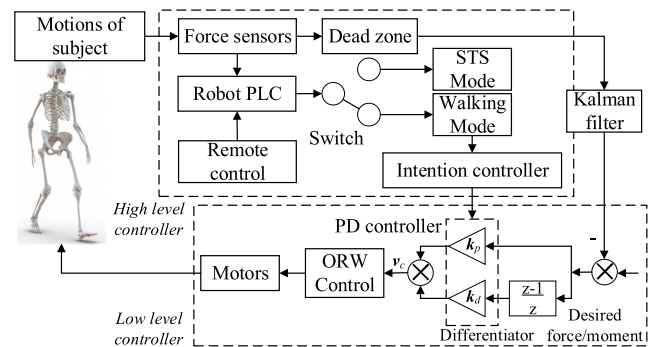 Motions of
subject
Force sensors
Dead zone
STS
Mode
Robot PLC
Walking
Mode
Kalman
filter
Switch
Remote
control
Intention controller
High level
controller
PD controller
-
k_p
Motors
ORW
Control
v_c
k_d
z-1
z
Desired
force/moment
Low level
controller
Differentiator